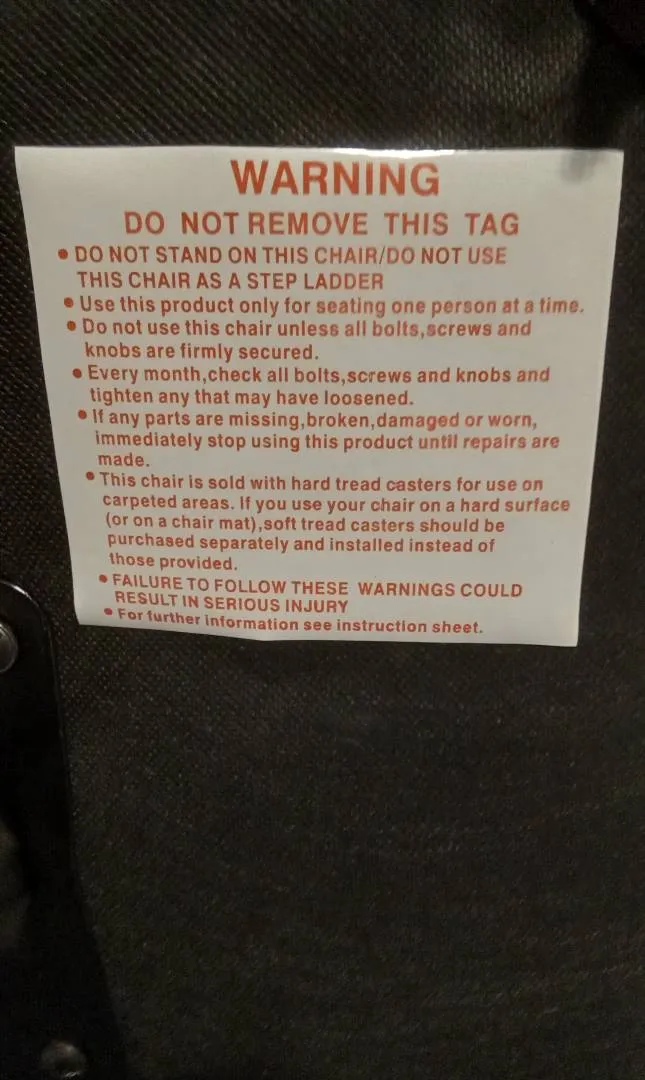 WARNING
DO NOT REMOVE THIS TAG
• DO NOT STAND ON THIS CHAIR/DO NOT USE
THIS CHAIR AS A STEP LADDER
• Use this product only for seating one person at a time.
• Do not use this chair unless all bolts,screws and
knobs are firmly secured.
• Every month,check all bolts,screws and knobs and
tighten any that may have loosened.
• If any parts are missing,broken,damaged or worn,
immediately stop using this product until repairs are
made.
• This chair is sold with hard tread casters for use on
carpeted areas. If you use your chair on a hard surface
(or on a chair mat),soft tread casters should be
purchased separately and installed instead of
those provided.
• FAILURE TO FOLLOW THESE WARNINGS COULD
RESULT IN SERIOUS INJURY
• For further information see instruction sheet.